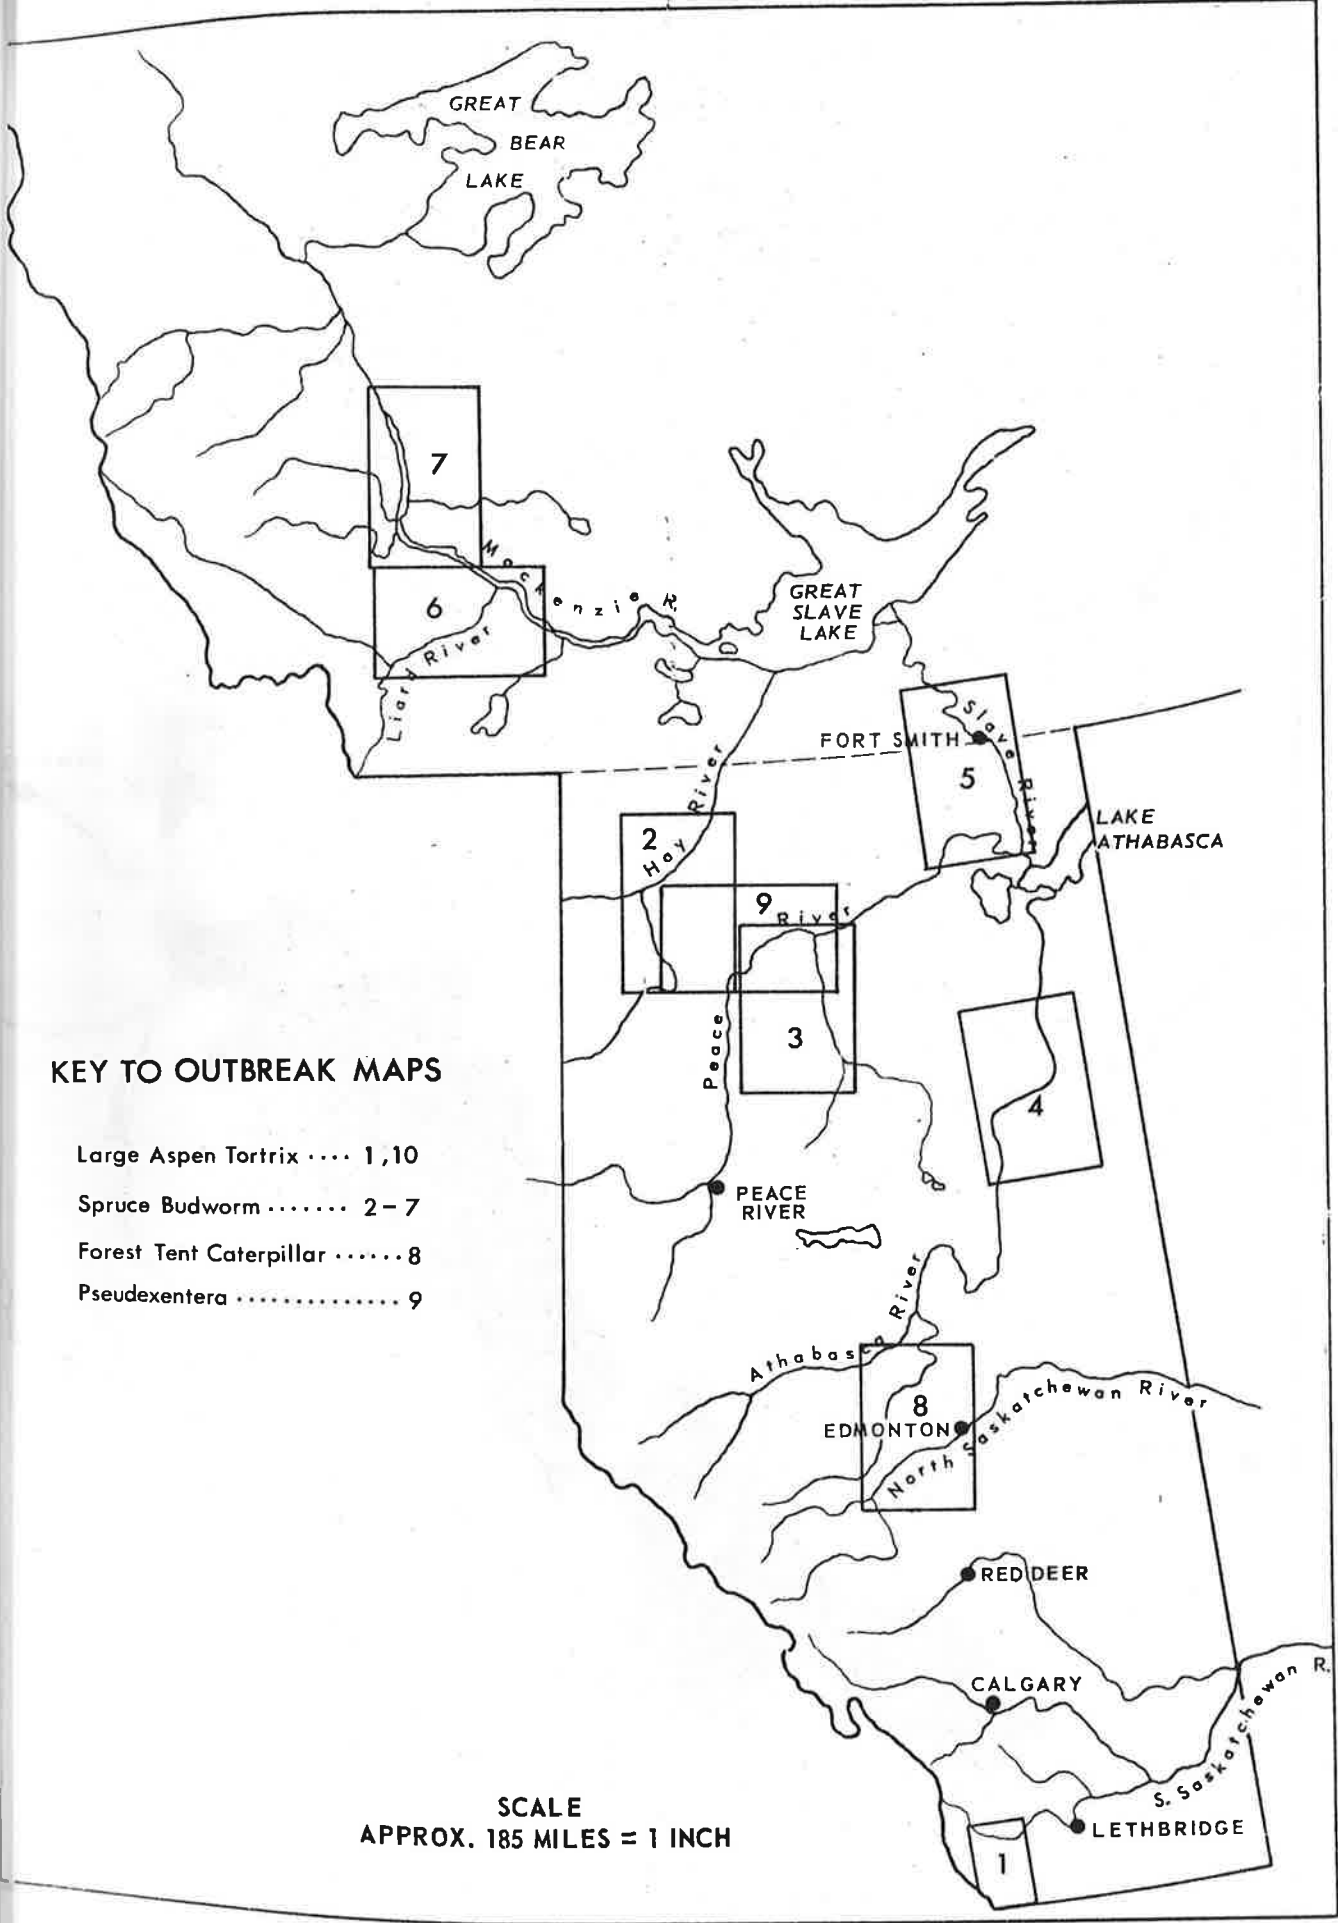 GREAT
BEAR
LAKE
7
Mackenzie R.
6
Liard River
GREAT
SLAVE
LAKE
Slave River
FORT SMITH
5
LAKE
ATHABASCA
2
Hay River
9
Peace River
3
4
KEY TO OUTBREAK MAPS
Large Aspen Tortrix ···· 1,10
Spruce Budworm ······· 2-7
Forest Tent Caterpillar ······ 8
Pseudexentera ·············· 9
PEACE
RIVER
Athabasca River
8
EDMONTON
North Saskatchewan River
RED DEER
CALGARY
S. Saskatchewan R.
LETHBRIDGE
1
SCALE
APPROX. 185 MILES = 1 INCH